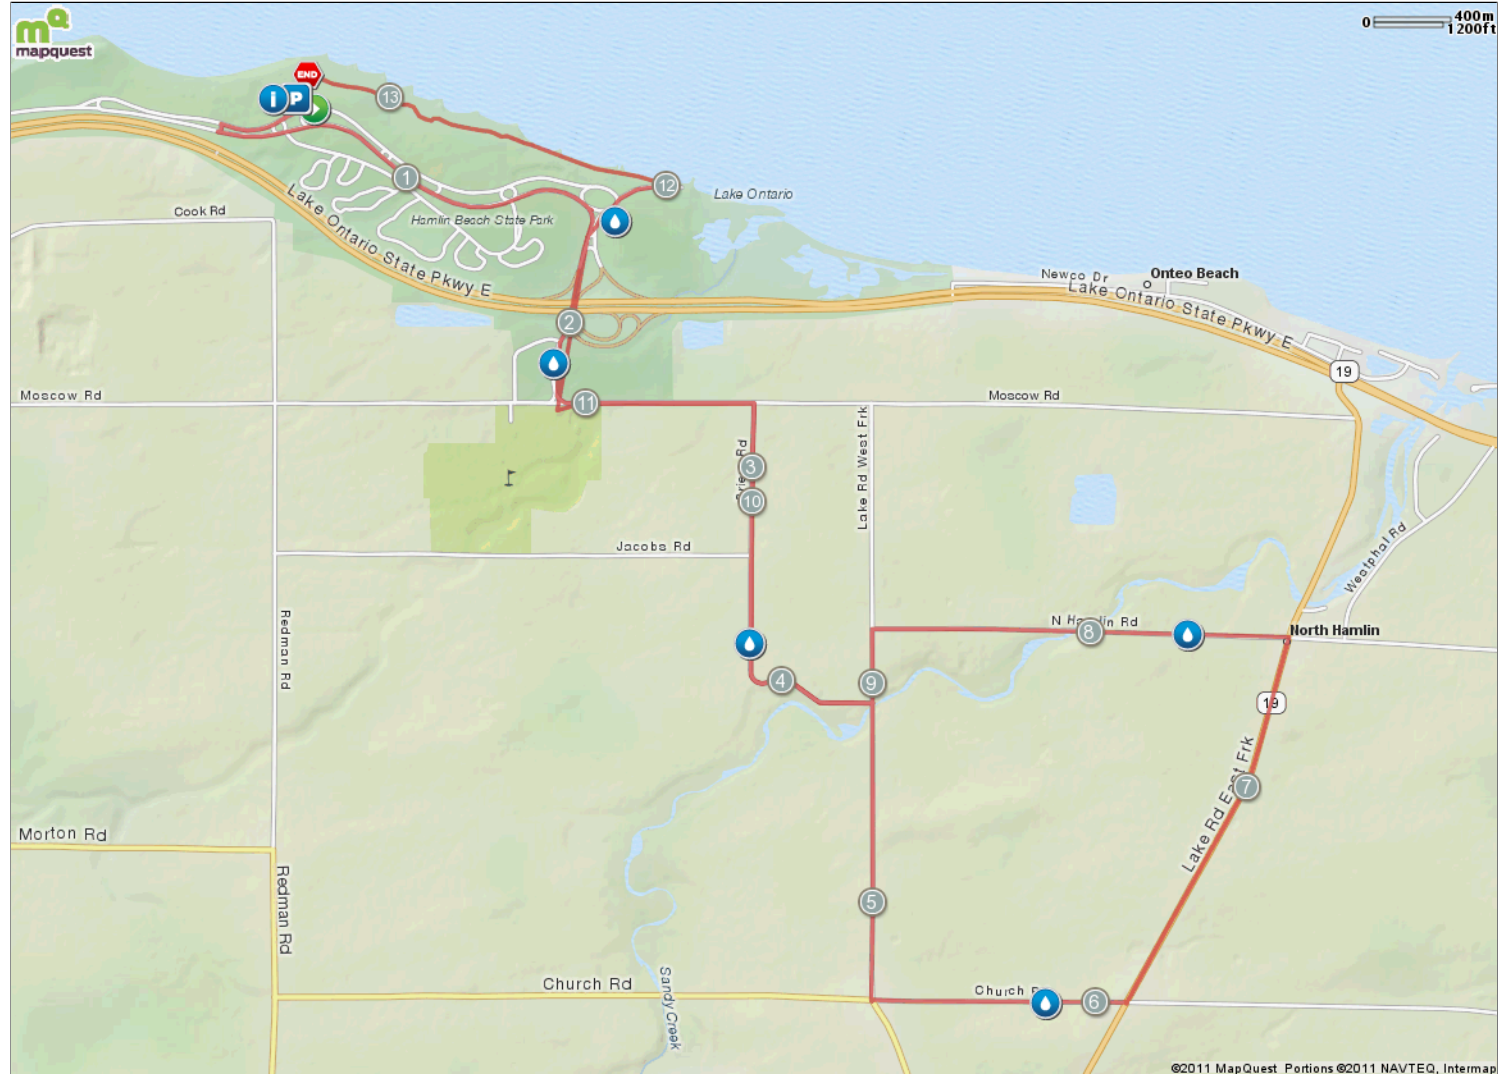 mapquest
0
400m
1200ft
END
i
P
13
1
12
Lake Ontario
Cook Rd
Hamlin Beach State Park
Lake Ontario State Pkwy E
Newco Dr
Onteo Beach
Lake Ontario State Pkwy E
2
19
Moscow Rd
11
Moscow Rd
3
10
Lake Rd West Frk
Jacobs Rd
Westphal Rd
Redman Rd
N Hamlin Rd
8
North Hamlin
4
9
19
Lake Rd East Frk
7
Morton Rd
Redman Rd
5
Church Rd
Sandy Creek
Church
6
©2011 MapQuest Portions ©2011 NAVTEQ, Intermap